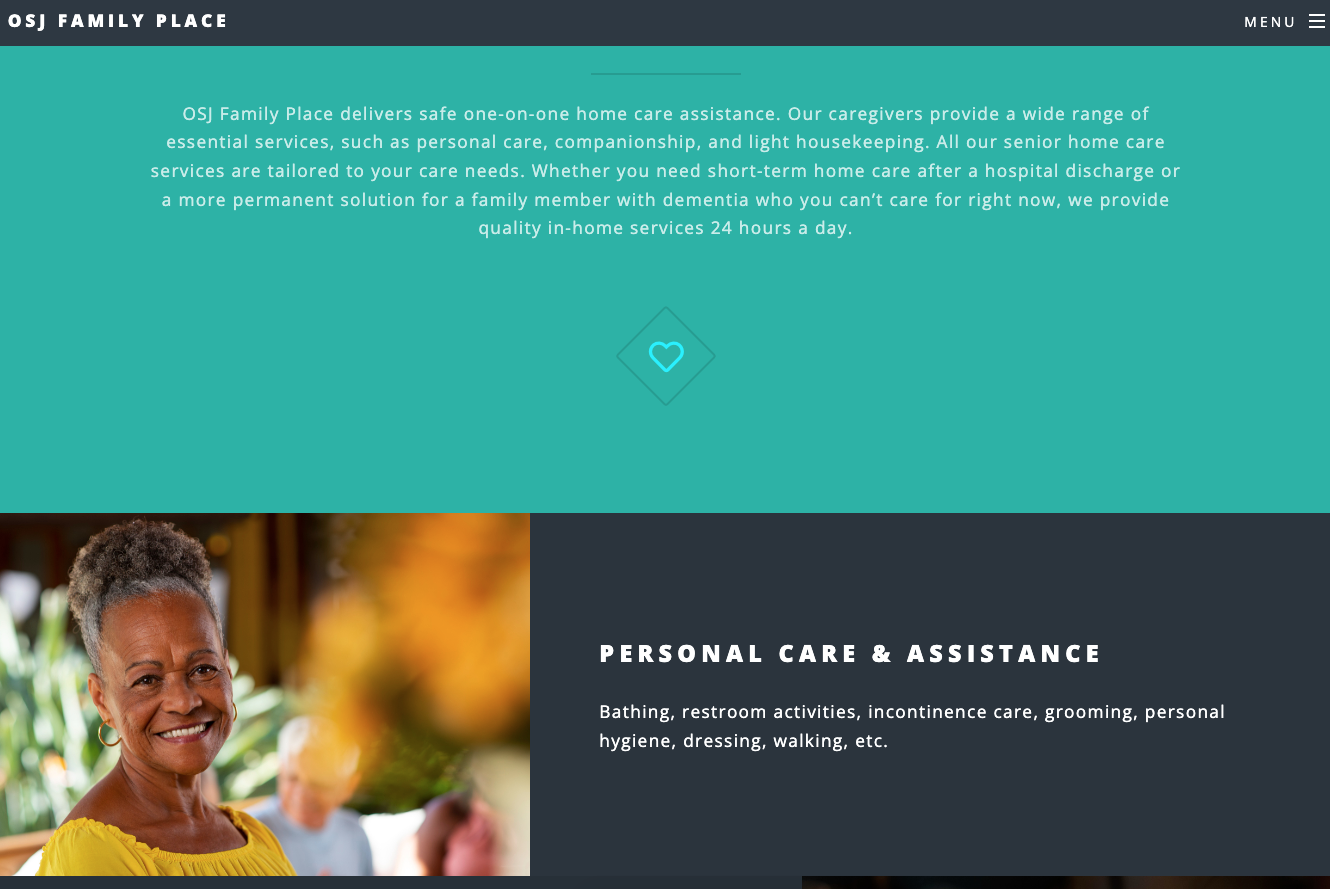 OSJ FAMILY PLACE
MENU
OSJ Family Place delivers safe one-on-one home care assistance. Our caregivers provide a wide range of
essential services, such as personal care, companionship, and light housekeeping. All our senior home care
services are tailored to your care needs. Whether you need short-term home care after a hospital discharge or
a more permanent solution for a family member with dementia who you can’t care for right now, we provide
quality in-home services 24 hours a day.
PERSONAL CARE & ASSISTANCE
Bathing, restroom activities, incontinence care, grooming, personal
hygiene, dressing, walking, etc.